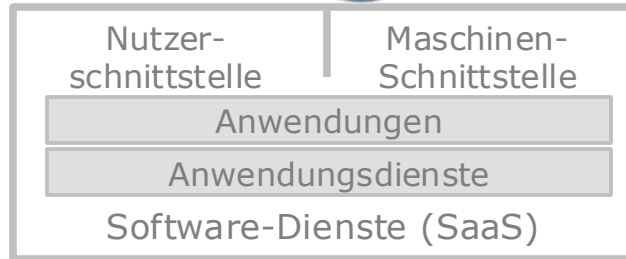 Nutzer-
schnittstelle
Maschinen-
Schnittstelle
Anwendungen
Anwendungsdienste
Software-Dienste (SaaS)